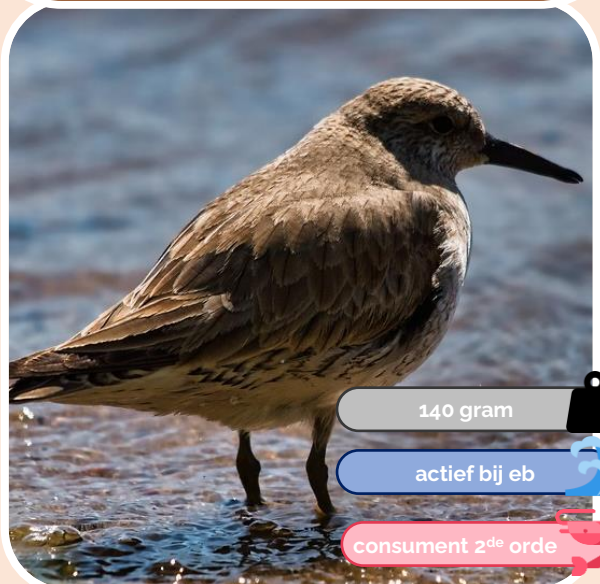 140 gram
actief bij eb
consument 2de orde